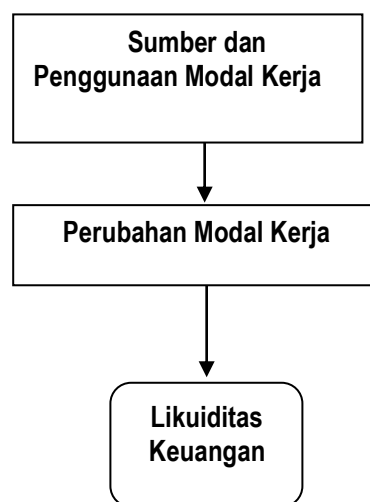 Sumber dan
Penggunaan Modal Kerja
Perubahan Modal Kerja
Likuiditas
Keuangan